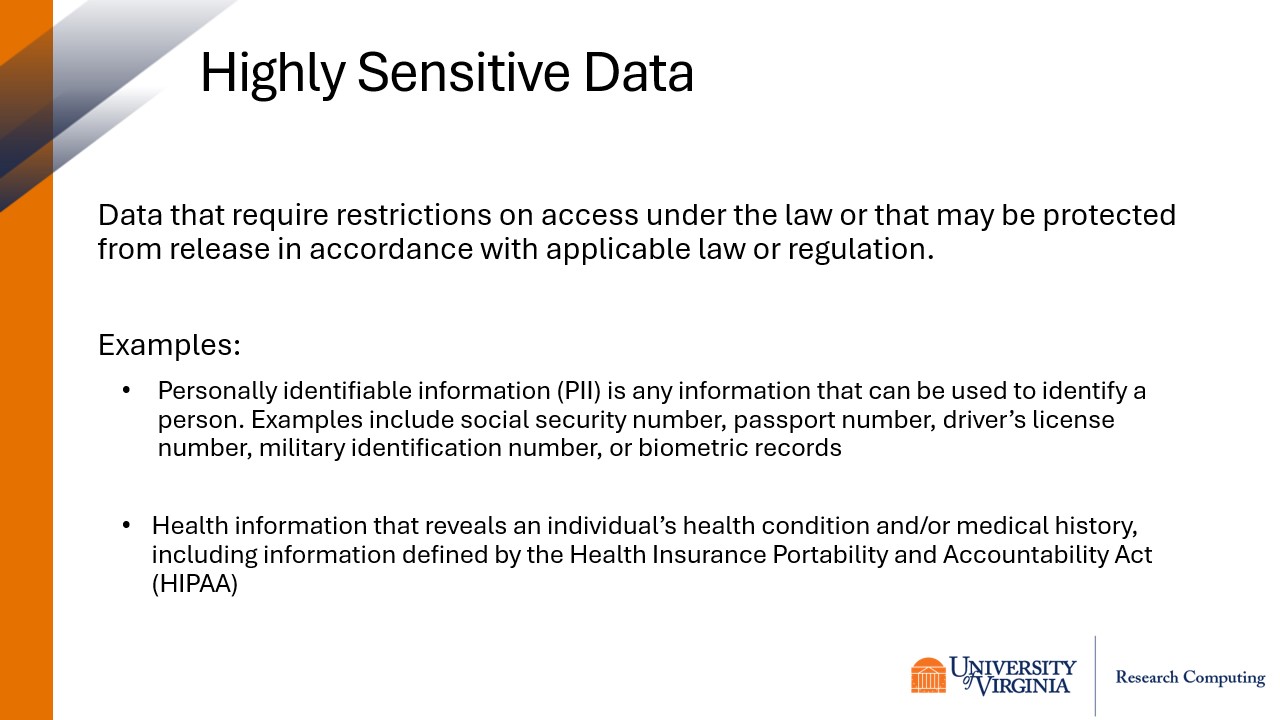 Highly Sensitive Data
Data that require restrictions on access under the law or that may be protected
from release in accordance with applicable law or regulation.
Examples:
• Personally identifiable information (PII) is any information that can be used to identify a
person. Examples include social security number, passport number, driver’s license
number, military identification number, or biometric records
• Health information that reveals an individual’s health condition and/or medical history,
including information defined by the Health Insurance Portability and Accountability Act
(HIPAA)
UNIVERSITY
of VIRGINIA
Research Computing